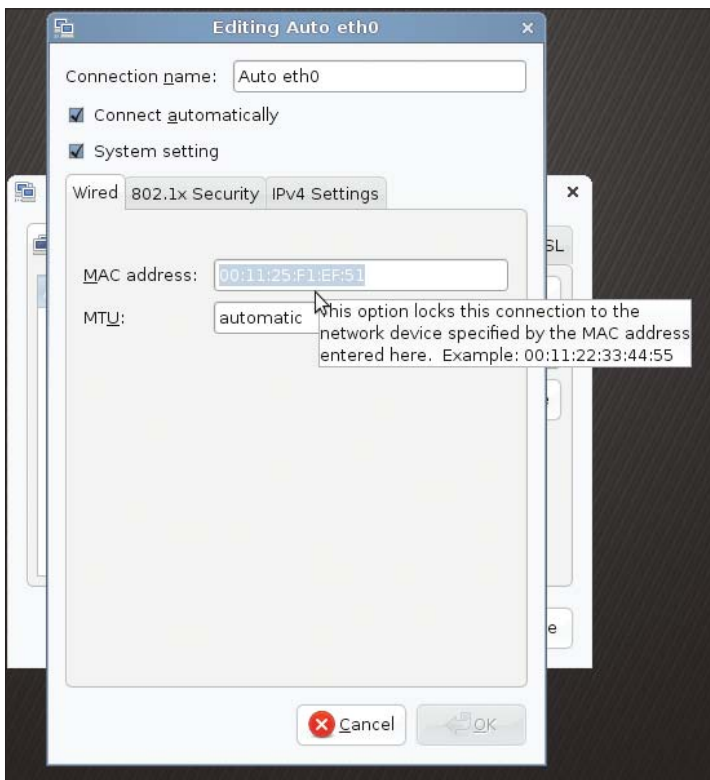 Editing Auto eth0
Connection name: Auto eth0
Connect automatically
System setting
Wired 802.1x Security IPv4 Settings
SL
MAC address: 00:11:25:F1:EF:51
MTU: automatic
This option locks this connection to the
network device specified by the MAC address
entered here. Example: 00:11:22:33:44:55
e
Cancel OK